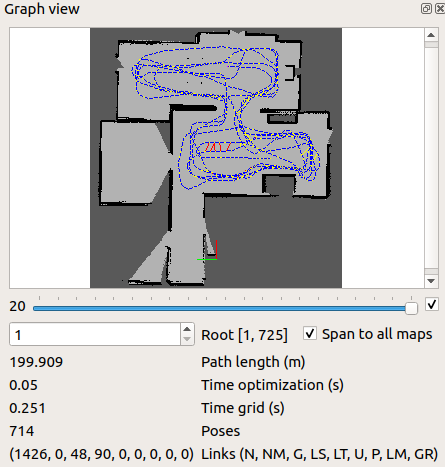 Graph view
20
1 Root [1, 725] Span to all maps
199.909 Path length (m)
0.05 Time optimization (s)
0.251 Time grid (s)
714 Poses
(1426, 0, 48, 90, 0, 0, 0, 0, 0) Links (N, NM, G, LS, LT, U, P, LM, GR)